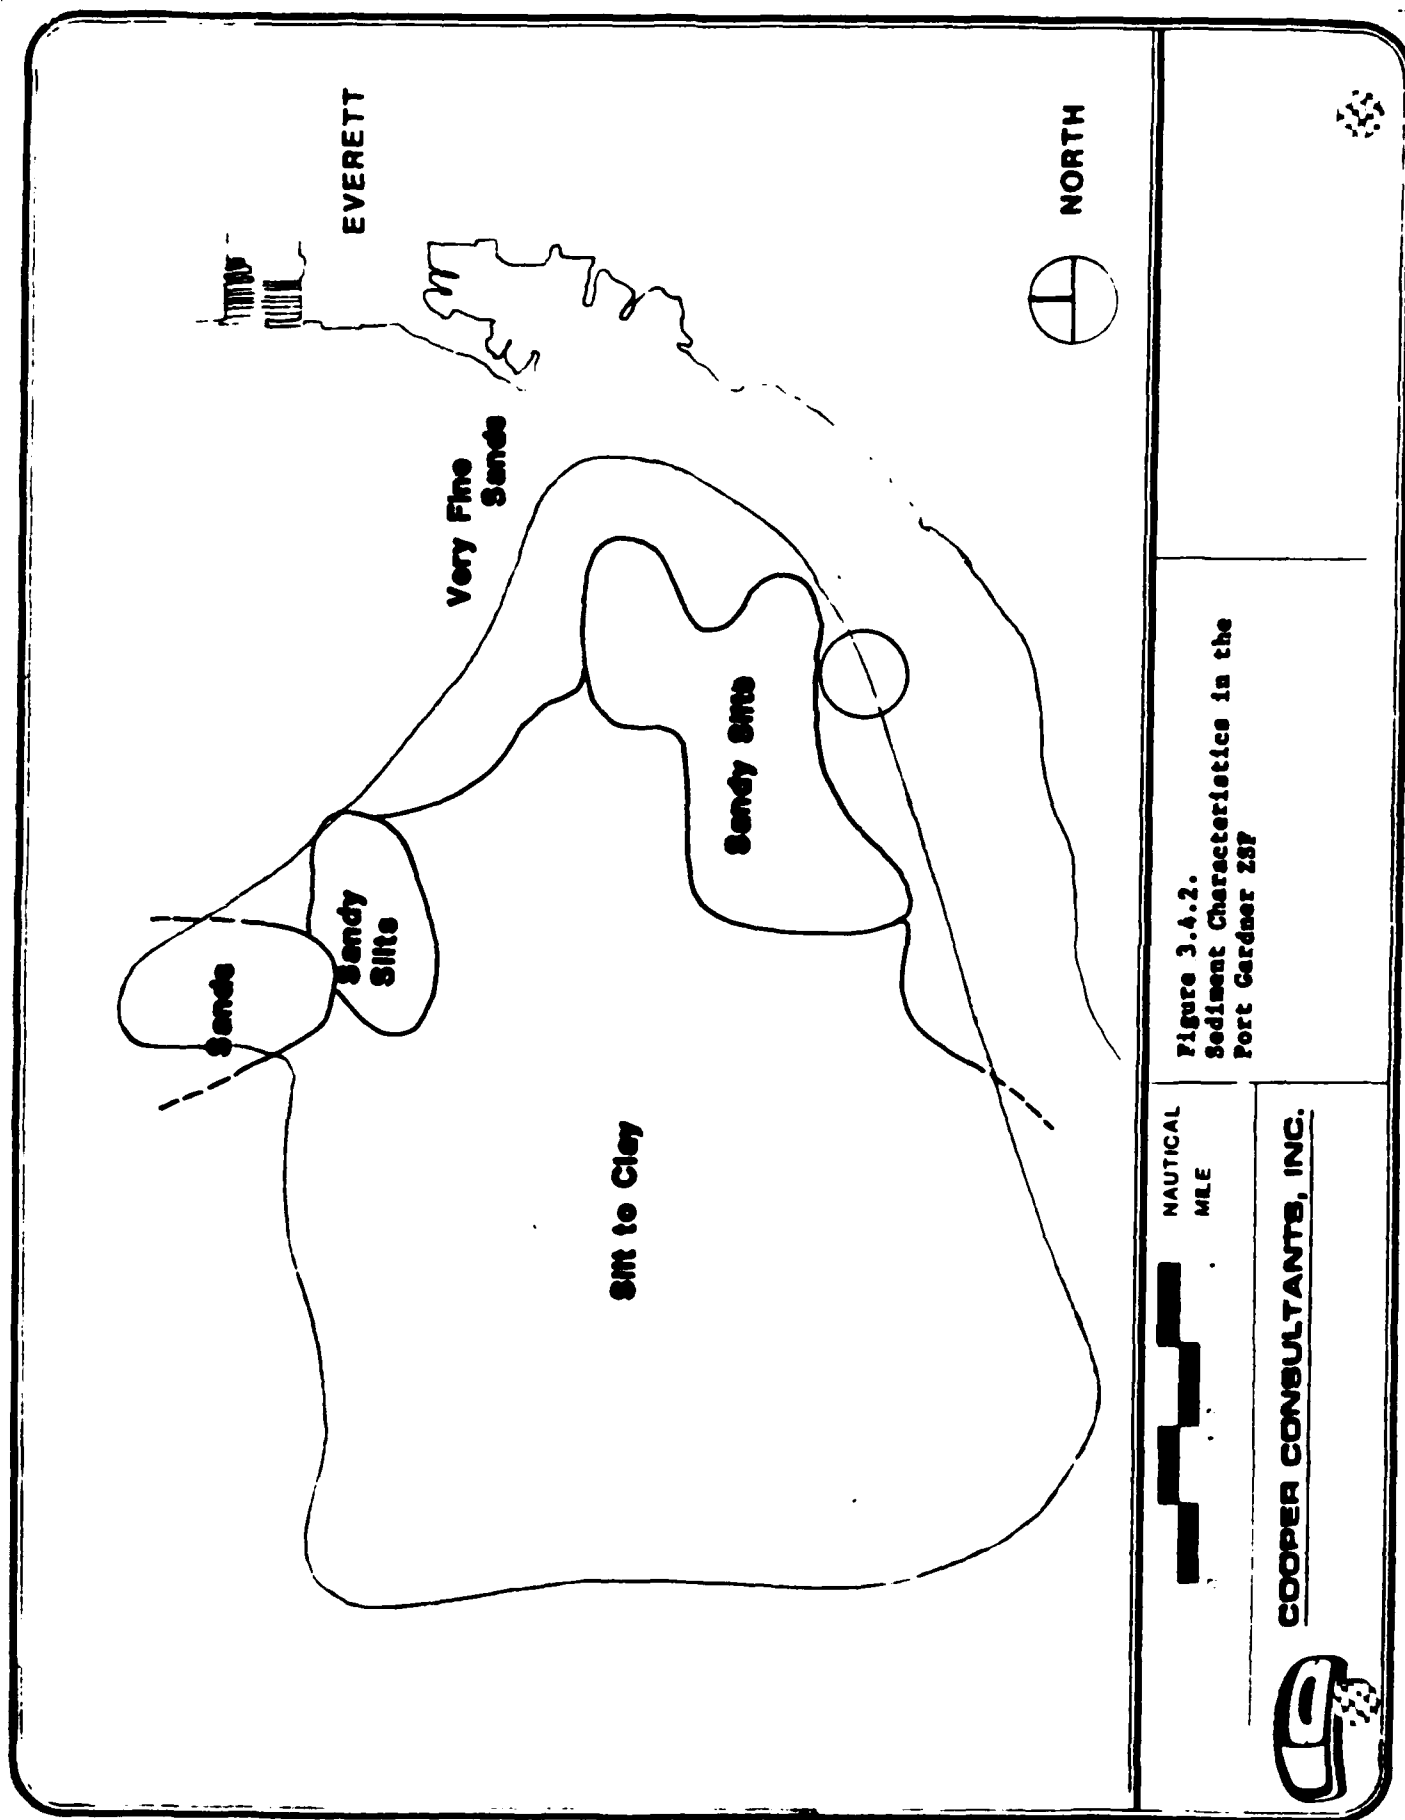 EVERETT
Very Fine
Sands
Sands
Sandy
Silts
Sandy Silts
Silt to Clay
NORTH
NAUTICAL
MILE
Figure 3.4.2.
Sediment Characteristics in the
Port Gardner ZSF
COOPER CONSULTANTS, INC.